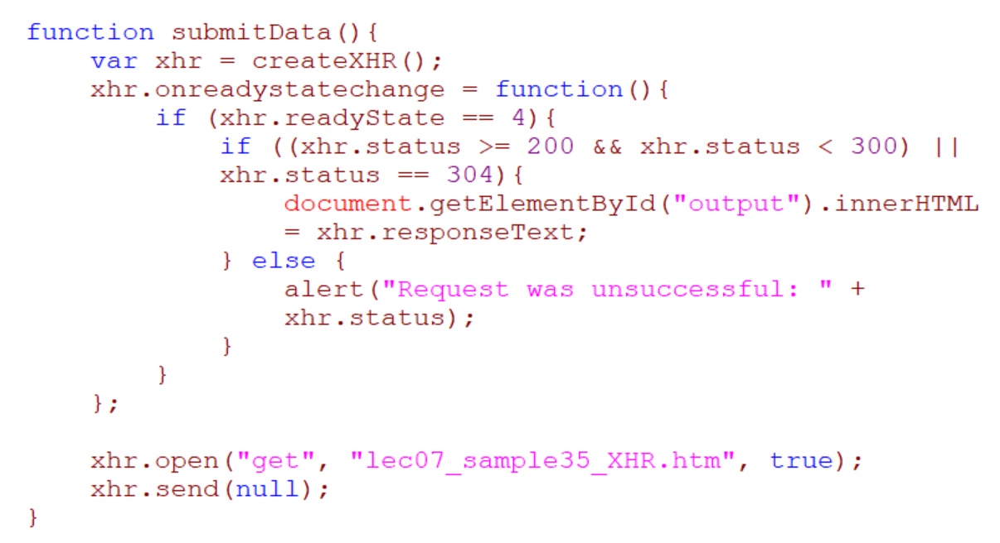 function submitData(){
var xhr = createXHR();
xhr.onreadystatechange = function(){
if (xhr.readyState == 4){
if ((xhr.status >= 200 && xhr.status < 300) ||
xhr.status == 304){
document.getElementById("output").innerHTML
= xhr.responseText;
} else {
alert("Request was unsuccessful: " +
xhr.status);
}
}
};
xhr.open("get", "lec07_sample35_XHR.htm", true);
xhr.send(null);
}